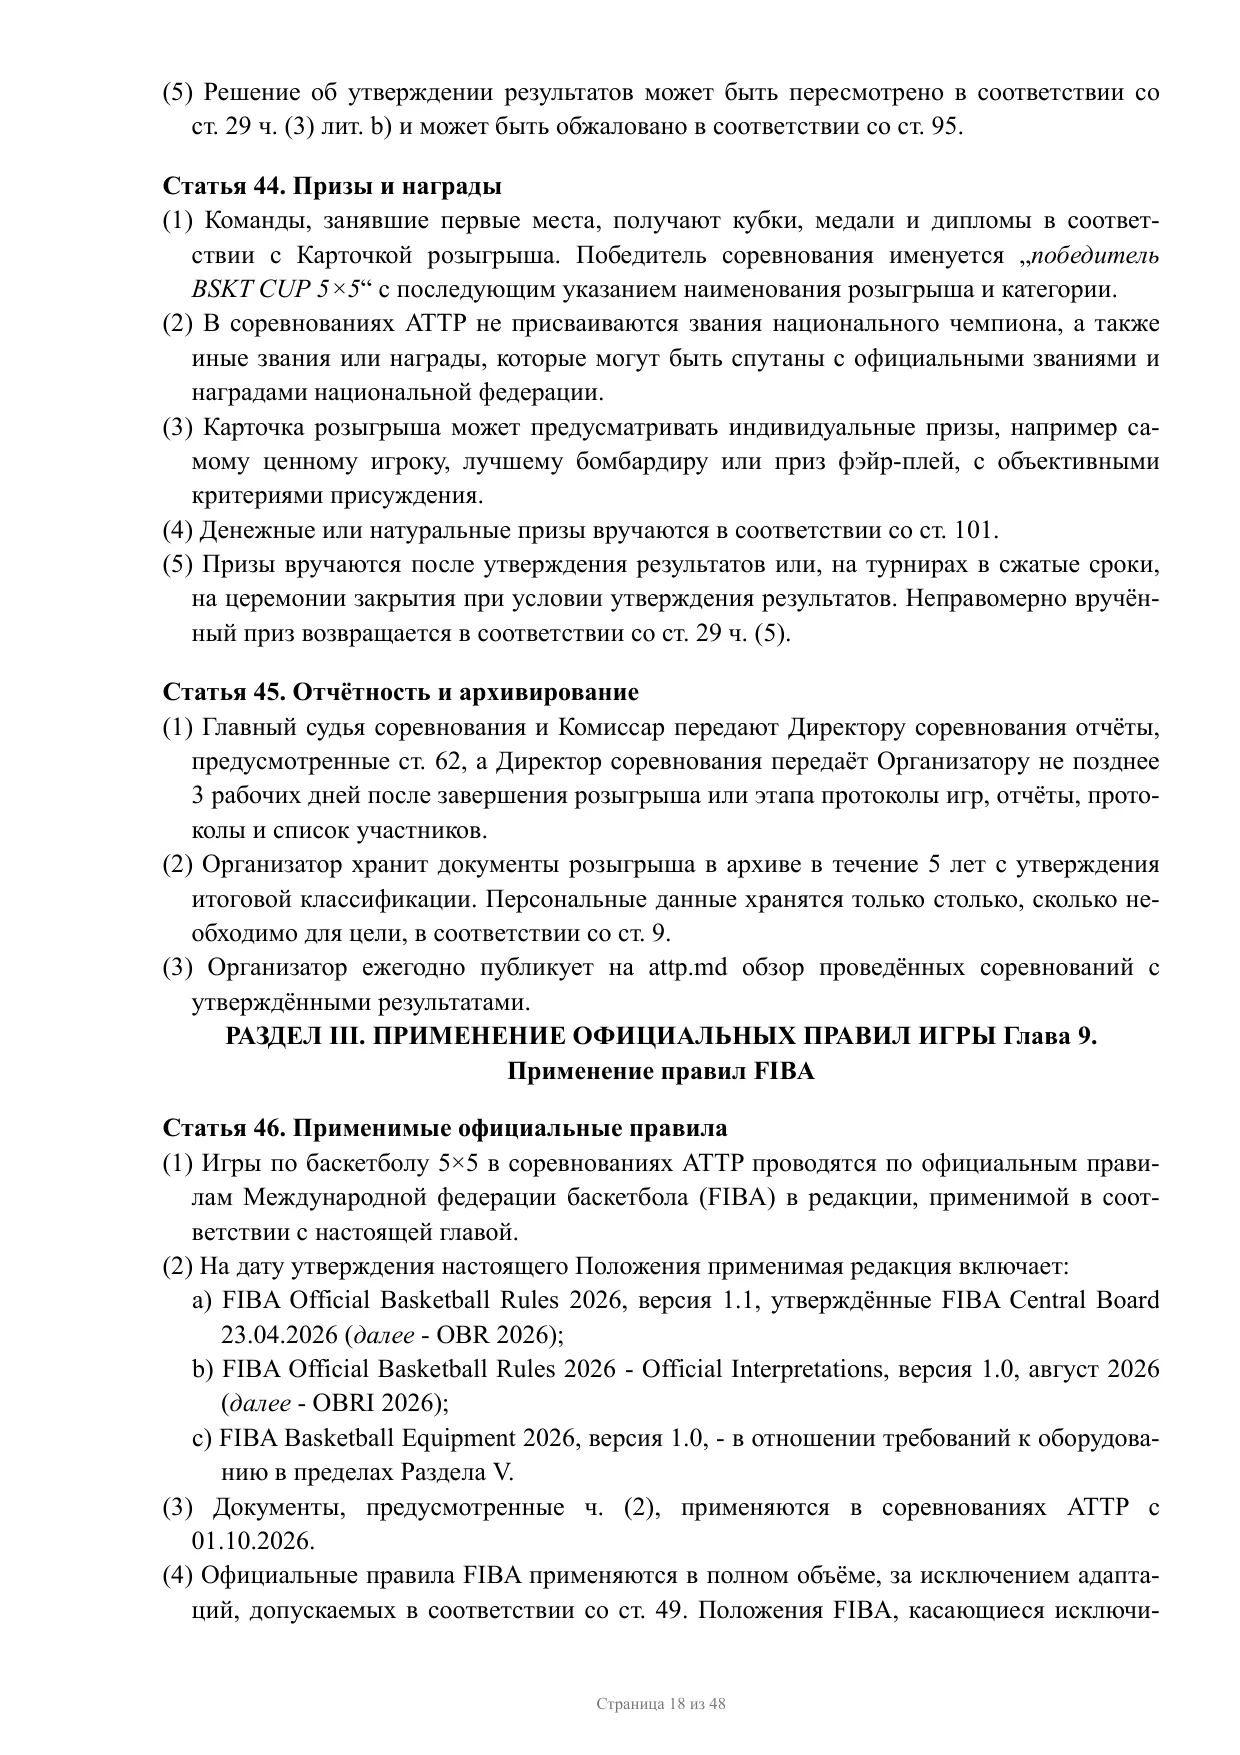 (5) Решение об утверждении результатов может быть пересмотрено в соответствии со
ст. 29 ч. (3) лит. b) и может быть обжаловано в соответствии со ст. 95.
Статья 44. Призы и награды
(1) Команды, занявшие первые места, получают кубки, медали и дипломы в соответ-
ствии с Карточкой розыгрыша. Победитель соревнования именуется „победитель
BSKT CUP 5×5“ с последующим указанием наименования розыгрыша и категории.
(2) В соревнованиях ATTP не присваиваются звания национального чемпиона, а также
иные звания или награды, которые могут быть спутаны с официальными званиями и
наградами национальной федерации.
(3) Карточка розыгрыша может предусматривать индивидуальные призы, например са-
мому ценному игроку, лучшему бомбардиру или приз фэйр-плей, с объективными
критериями присуждения.
(4) Денежные или натуральные призы вручаются в соответствии со ст. 101.
(5) Призы вручаются после утверждения результатов или, на турнирах в сжатые сроки,
на церемонии закрытия при условии утверждения результатов. Неправомерно вручён-
ный приз возвращается в соответствии со ст. 29 ч. (5).
Статья 45. Отчётность и архивирование
(1) Главный судья соревнования и Комиссар передают Директору соревнования отчёты,
предусмотренные ст. 62, а Директор соревнования передаёт Организатору не позднее
3 рабочих дней после завершения розыгрыша или этапа протоколы игр, отчёты, прото-
колы и список участников.
(2) Организатор хранит документы розыгрыша в архиве в течение 5 лет с утверждения
итоговой классификации. Персональные данные хранятся только столько, сколько не-
обходимо для цели, в соответствии со ст. 9.
(3) Организатор ежегодно публикует на attp.md обзор проведённых соревнований с
утверждёнными результатами.
РАЗДЕЛ III. ПРИМЕНЕНИЕ ОФИЦИАЛЬНЫХ ПРАВИЛ ИГРЫ Глава 9.
Применение правил FIBA
Статья 46. Применимые официальные правила
(1) Игры по баскетболу 5×5 в соревнованиях ATTP проводятся по официальным прави-
лам Международной федерации баскетбола (FIBA) в редакции, применимой в соот-
ветствии с настоящей главой.
(2) На дату утверждения настоящего Положения применимая редакция включает:
a) FIBA Official Basketball Rules 2026, версия 1.1, утверждённые FIBA Central Board
23.04.2026 (далее - OBR 2026);
b) FIBA Official Basketball Rules 2026 - Official Interpretations, версия 1.0, август 2026
(далее - OBRI 2026);
c) FIBA Basketball Equipment 2026, версия 1.0, - в отношении требований к оборудова-
нию в пределах Раздела V.
(3) Документы, предусмотренные ч. (2), применяются в соревнованиях ATTP с
01.10.2026.
(4) Официальные правила FIBA применяются в полном объёме, за исключением адапта-
ций, допускаемых в соответствии со ст. 49. Положения FIBA, касающиеся исключи-
Страница 18 из 48